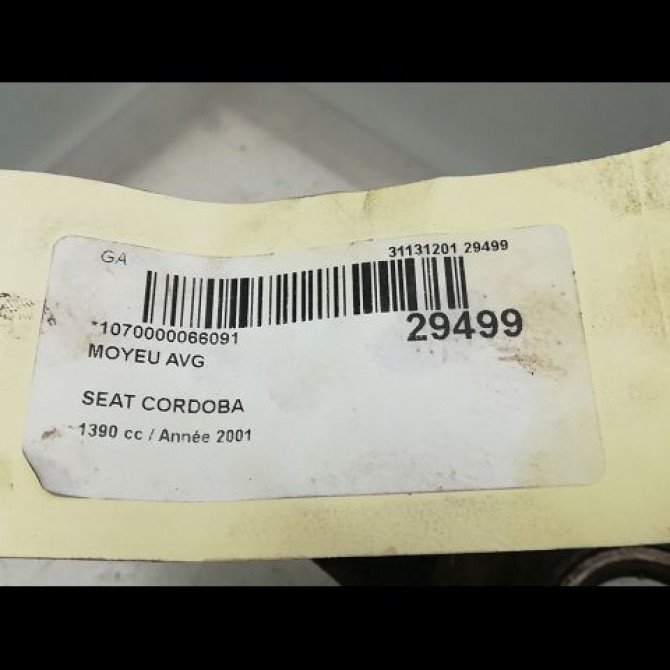 GA
31131201 29499
*1070000066091
29499
MOYEU AVG
SEAT CORDOBA
1390 cc / Année 2001